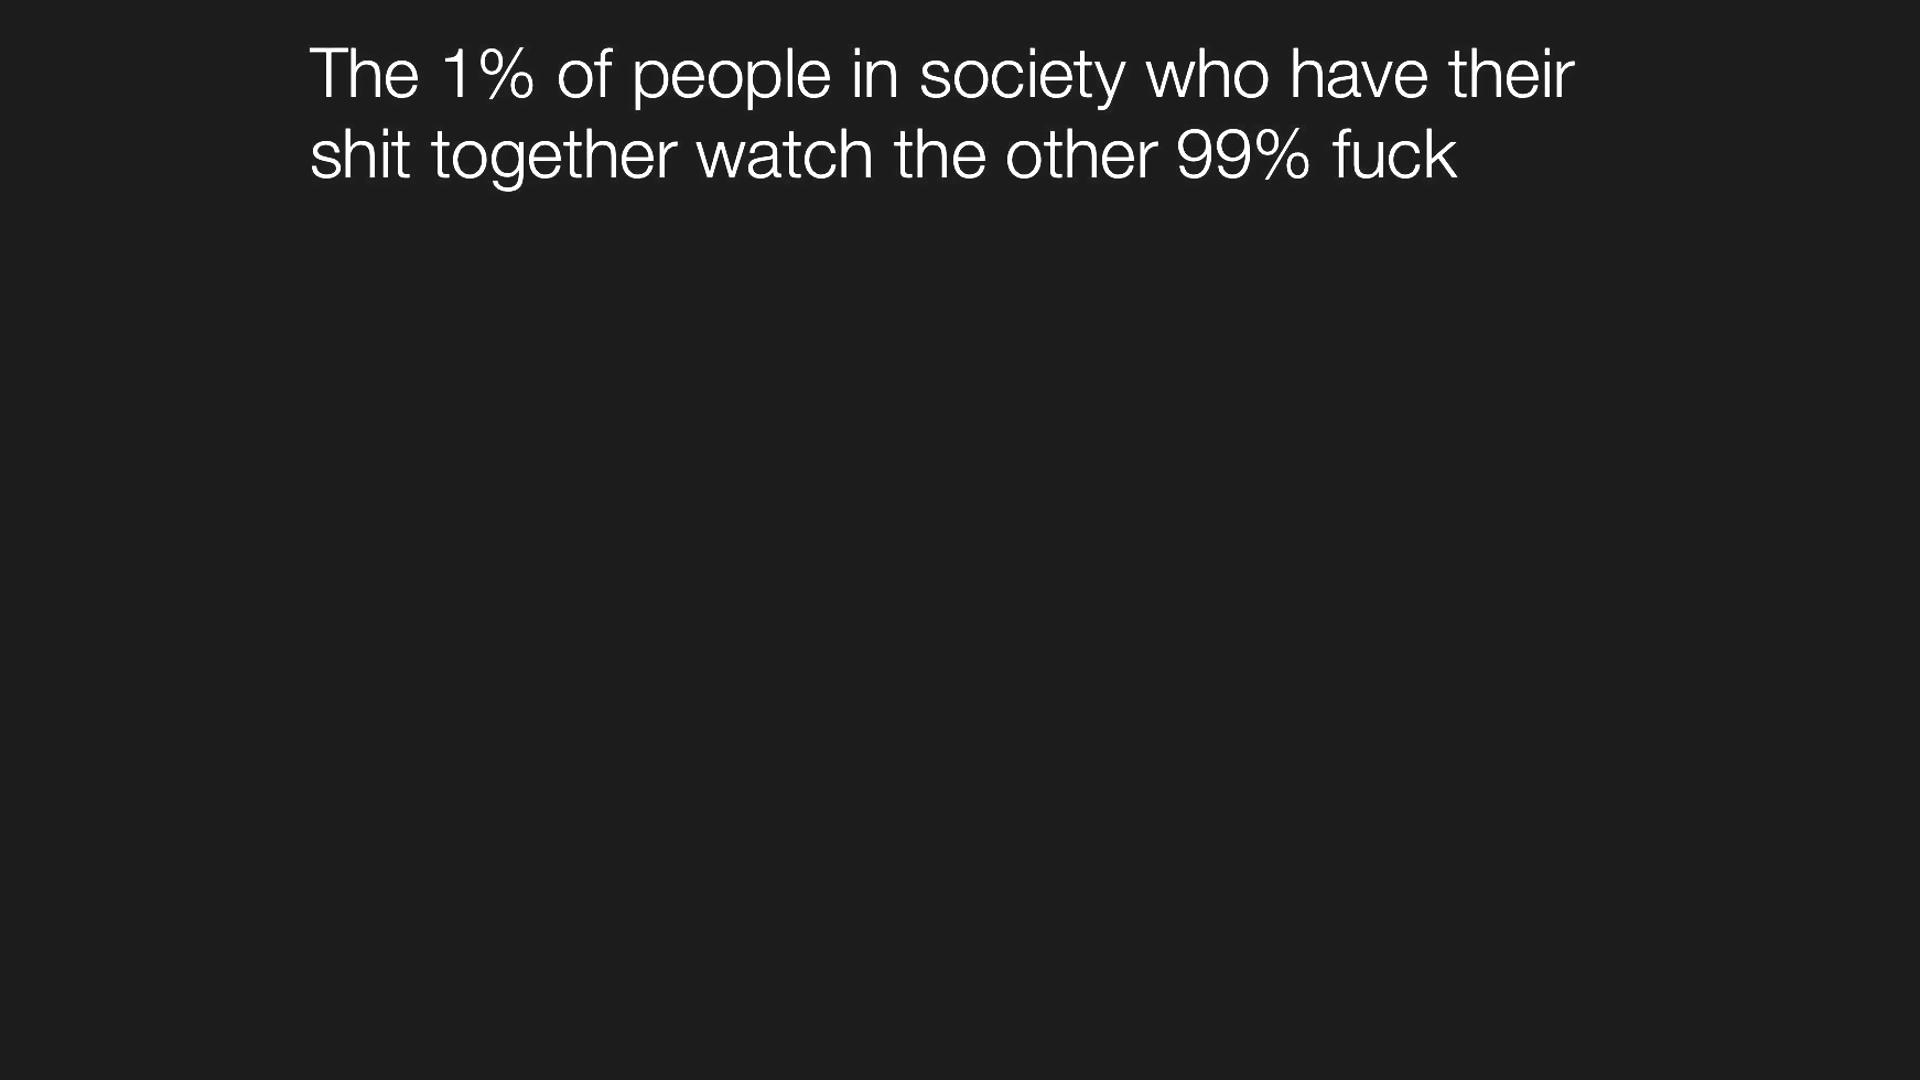 The 1% of people in society who have their
shit together watch the other 99% fuck